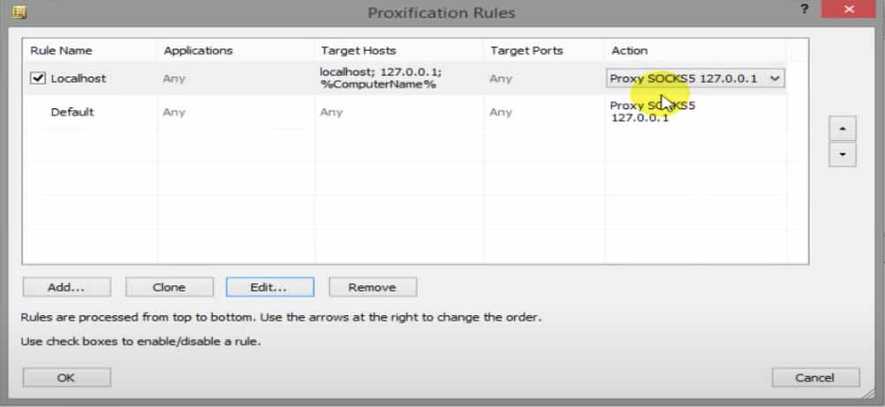 Proxification Rules
?
Rule Name Applications Target Hosts Target Ports Action
Localhost Any localhost; 127.0.0.1; %ComputerName% Any Proxy SOCKS5 127.0.0.1
Default Any Any Any Proxy SOCKS5 127.0.0.1
Add... Clone Edit... Remove
Rules are processed from top to bottom. Use the arrows at the right to change the order.
Use check boxes to enable/disable a rule.
OK Cancel